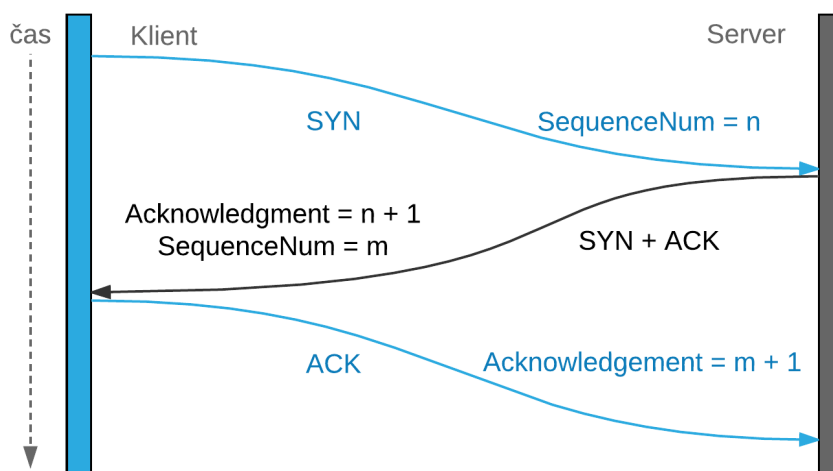 čas
Klient
Server
SYN
SequenceNum = n
Acknowledgment = n + 1
SequenceNum = m
SYN + ACK
ACK
Acknowledgement = m + 1